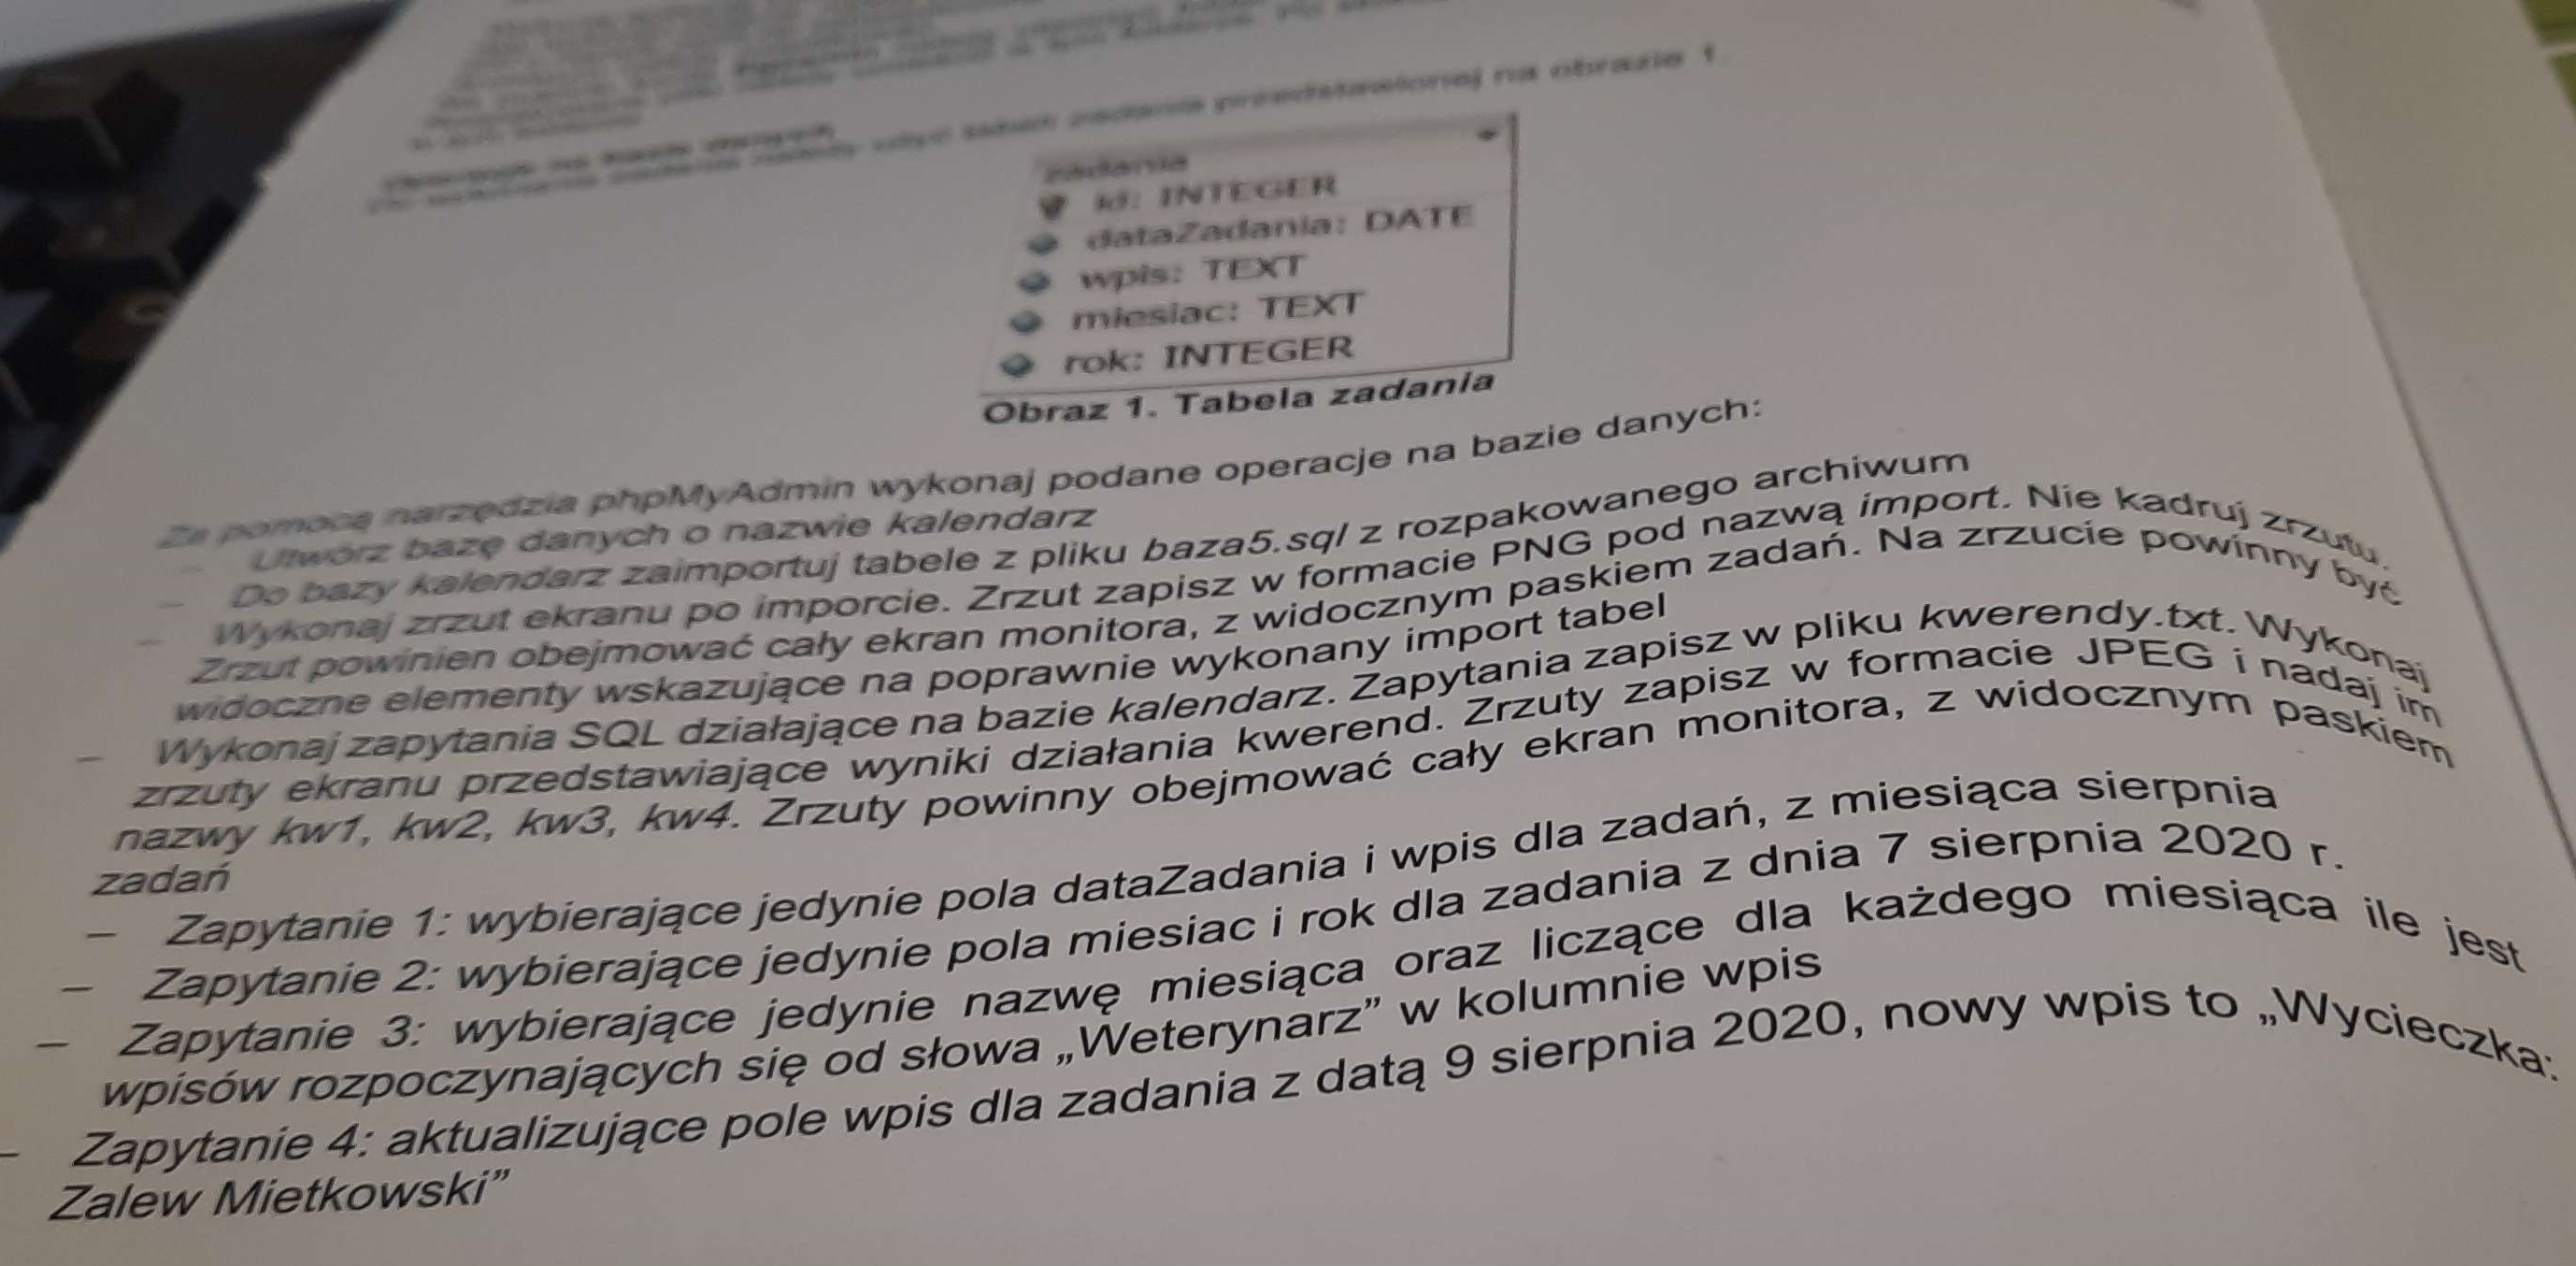 należy użyć tabeli zadania przedstawionej na obrazie 1.
zadania
id: INTEGER
dataZadania: DATE
wpis: TEXT
miesiac: TEXT
rok: INTEGER
Obraz 1. Tabela zadania
Za pomocą narzędzia phpMyAdmin wykonaj podane operacje na bazie danych:
– Utwórz bazę danych o nazwie kalendarz
– Do bazy kalendarz zaimportuj tabele z pliku baza5.sql z rozpakowanego archiwum
– Wykonaj zrzut ekranu po imporcie. Zrzut zapisz w formacie PNG pod nazwą import. Nie kadruj zrzutu.
Zrzut powinien obejmować cały ekran monitora, z widocznym paskiem zadań. Na zrzucie powinny być
widoczne elementy wskazujące na poprawnie wykonany import tabel
– Wykonaj zapytania SQL działające na bazie kalendarz. Zapytania zapisz w pliku kwerendy.txt. Wykonaj
zrzuty ekranu przedstawiające wyniki działania kwerend. Zrzuty zapisz w formacie JPEG i nadaj im
nazwy kw1, kw2, kw3, kw4. Zrzuty powinny obejmować cały ekran monitora, z widocznym paskiem
zadań
– Zapytanie 1: wybierające jedynie pola dataZadania i wpis dla zadań, z miesiąca sierpnia
– Zapytanie 2: wybierające jedynie pola miesiac i rok dla zadania z dnia 7 sierpnia 2020 r.
– Zapytanie 3: wybierające jedynie nazwę miesiąca oraz liczące dla każdego miesiąca ile jest
wpisów rozpoczynających się od słowa „Weterynarz” w kolumnie wpis
– Zapytanie 4: aktualizujące pole wpis dla zadania z datą 9 sierpnia 2020, nowy wpis to „Wycieczka:
Zalew Mietkowski”